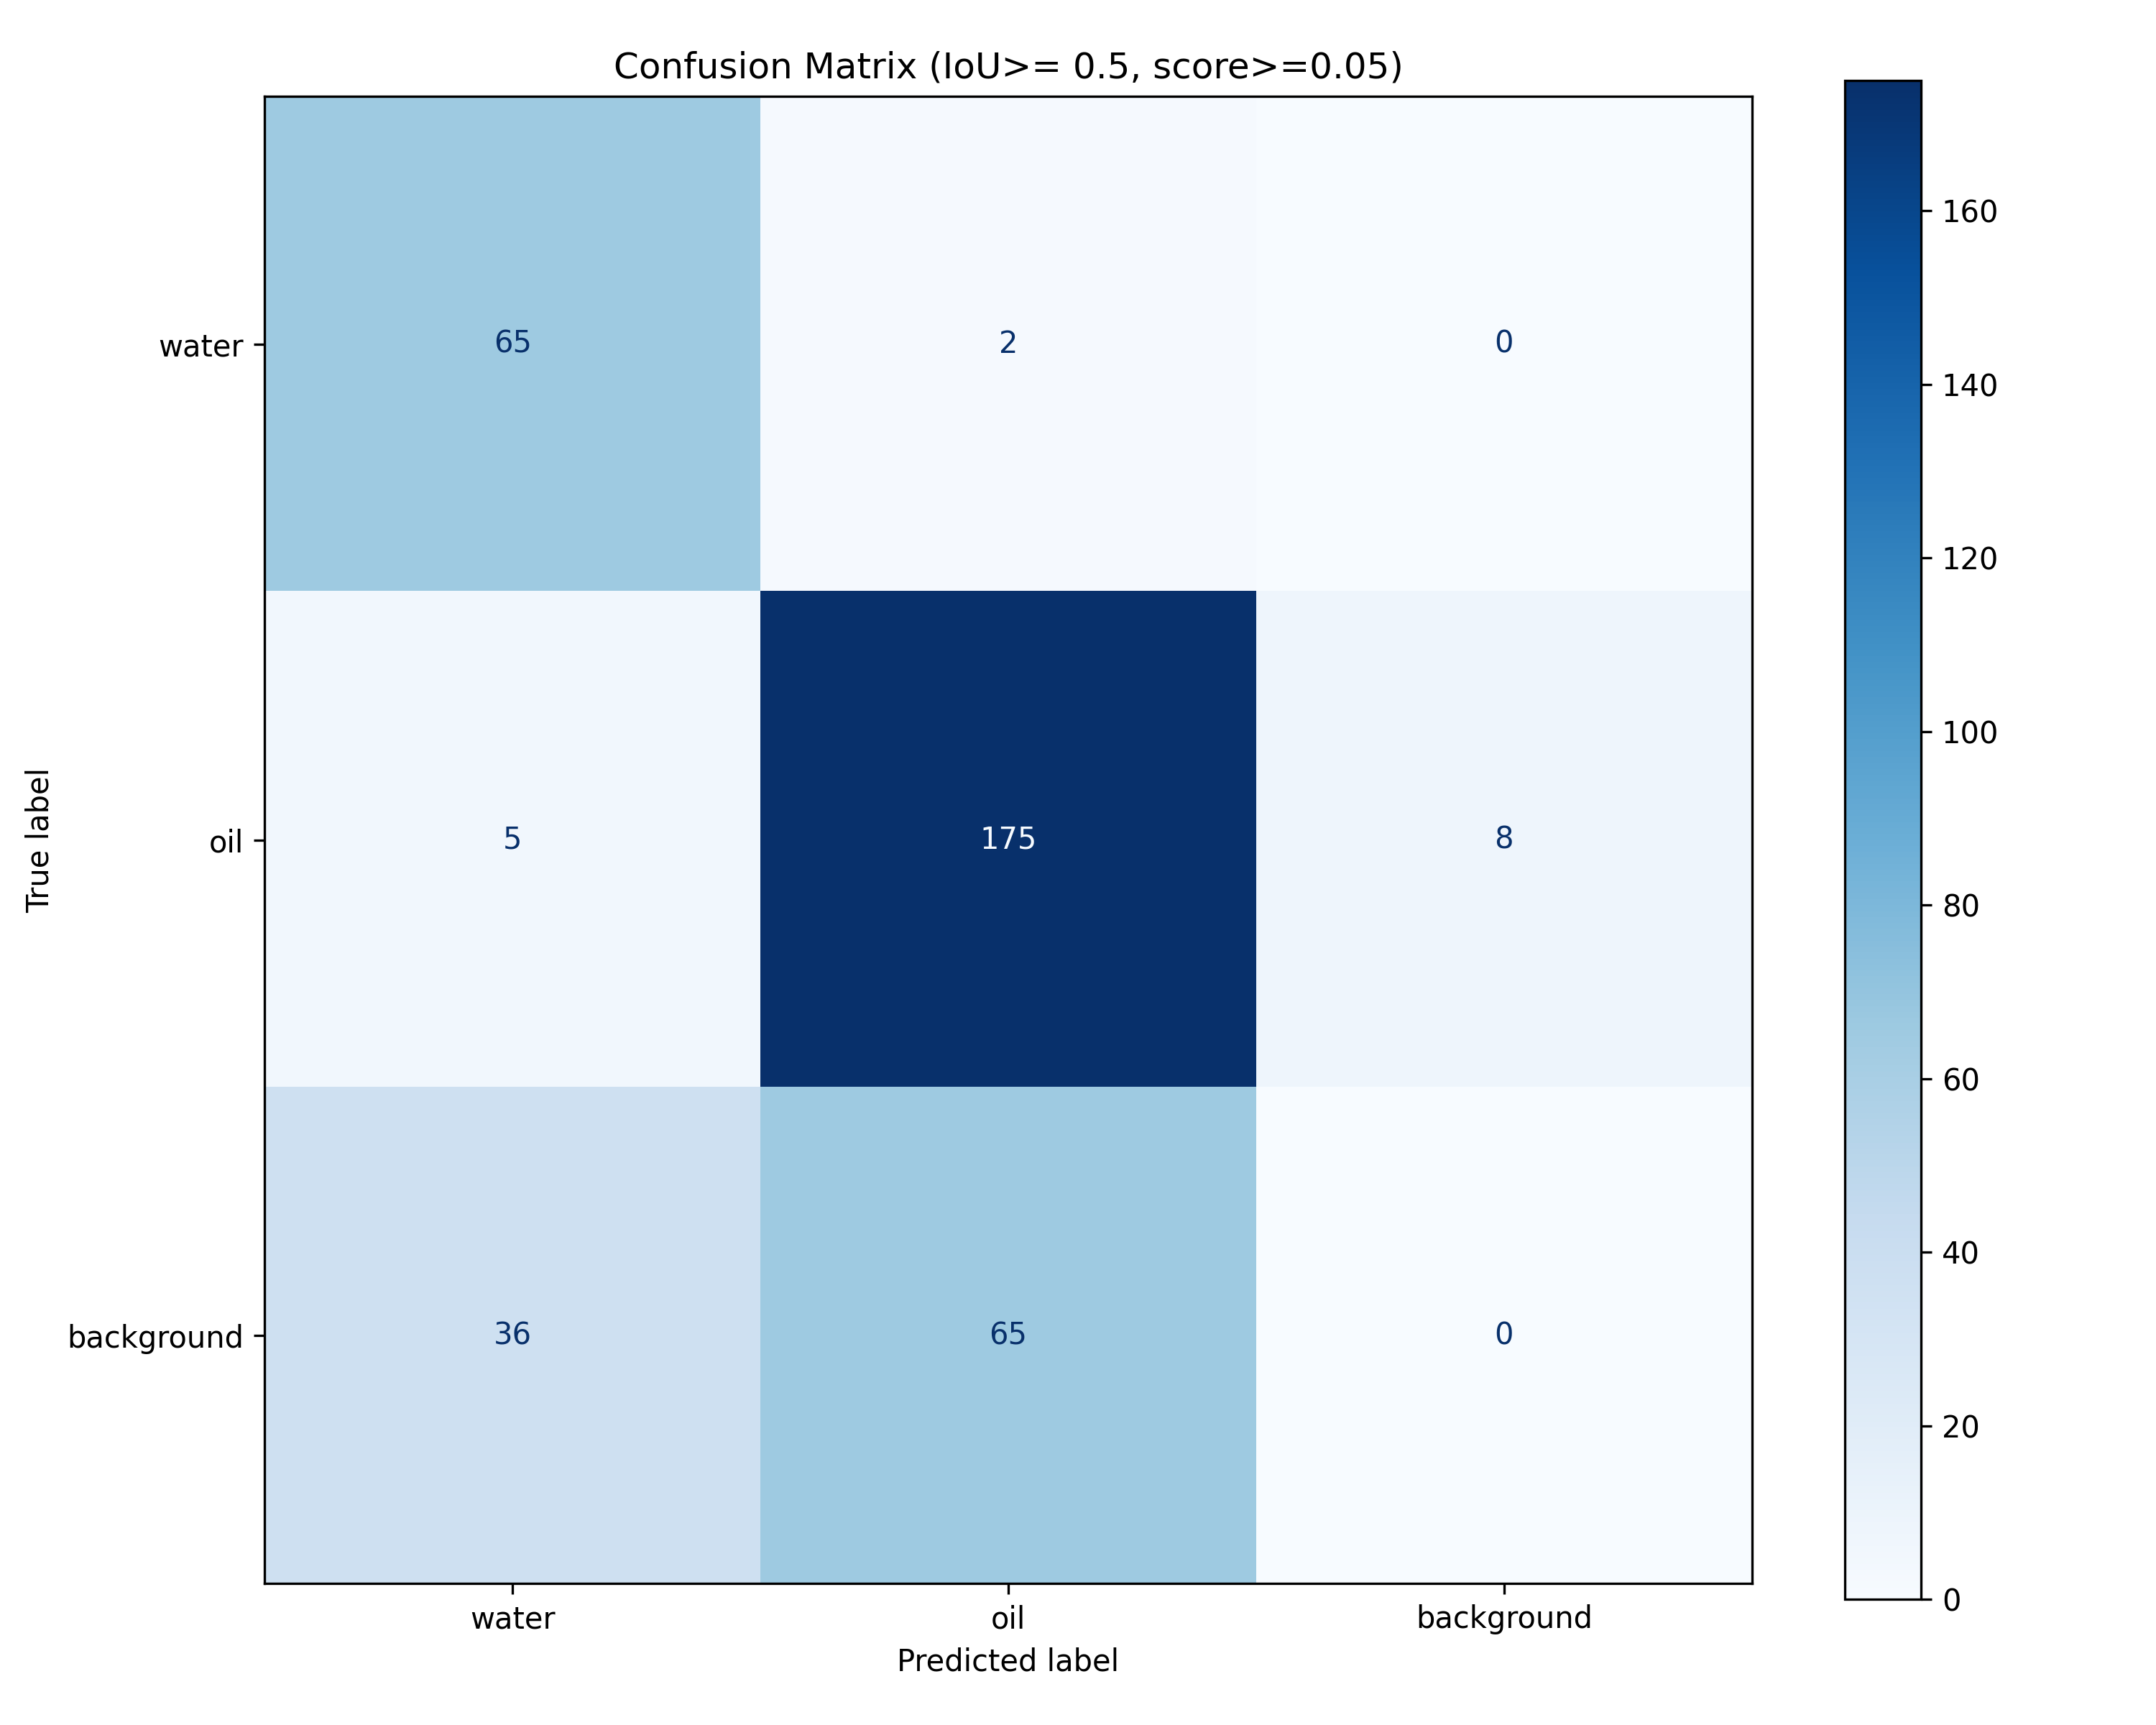 Confusion Matrix (IoU>= 0.5, score>=0.05)
water
65
2
0
oil
5
175
8
background
36
65
0
water
oil
background
Predicted label
True label
160
140
120
100
80
60
40
20
0